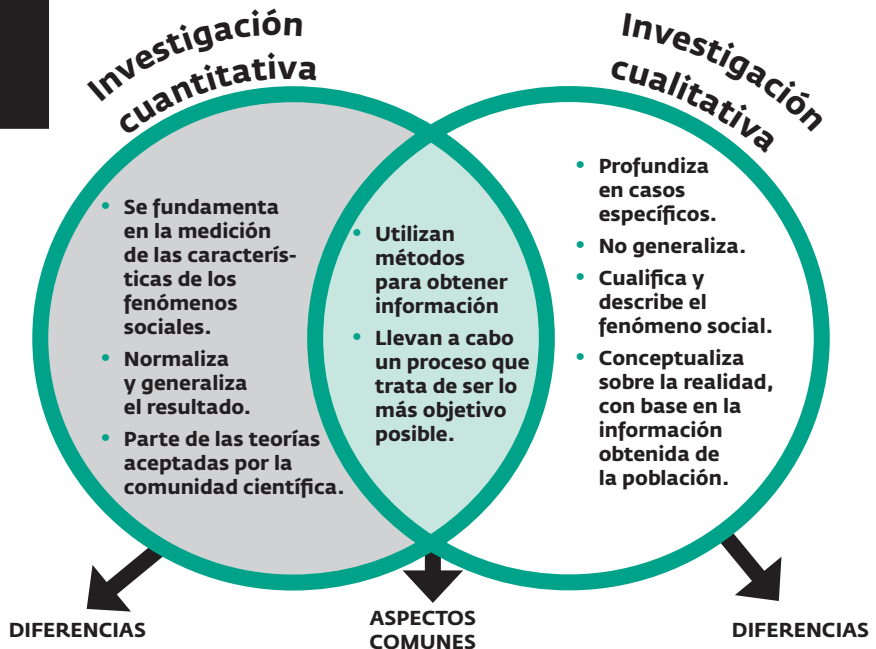 Investigación
cuantitativa
Investigación
cualitativa
• Se fundamenta
en la medición
de las caracterís-
ticas de los
fenómenos
sociales.
• Normaliza
y generaliza
el resultado.
• Parte de las teorías
aceptadas por la
comunidad científica.
• Utilizan
métodos
para obtener
información
• Llevan a cabo
un proceso que
trata de ser lo
más objetivo
posible.
• Profundiza
en casos
específicos.
• No generaliza.
• Cualifica y
describe el
fenómeno social.
• Conceptualiza
sobre la realidad,
con base en la
información
obtenida de
la población.
DIFERENCIAS
ASPECTOS
COMUNES
DIFERENCIAS